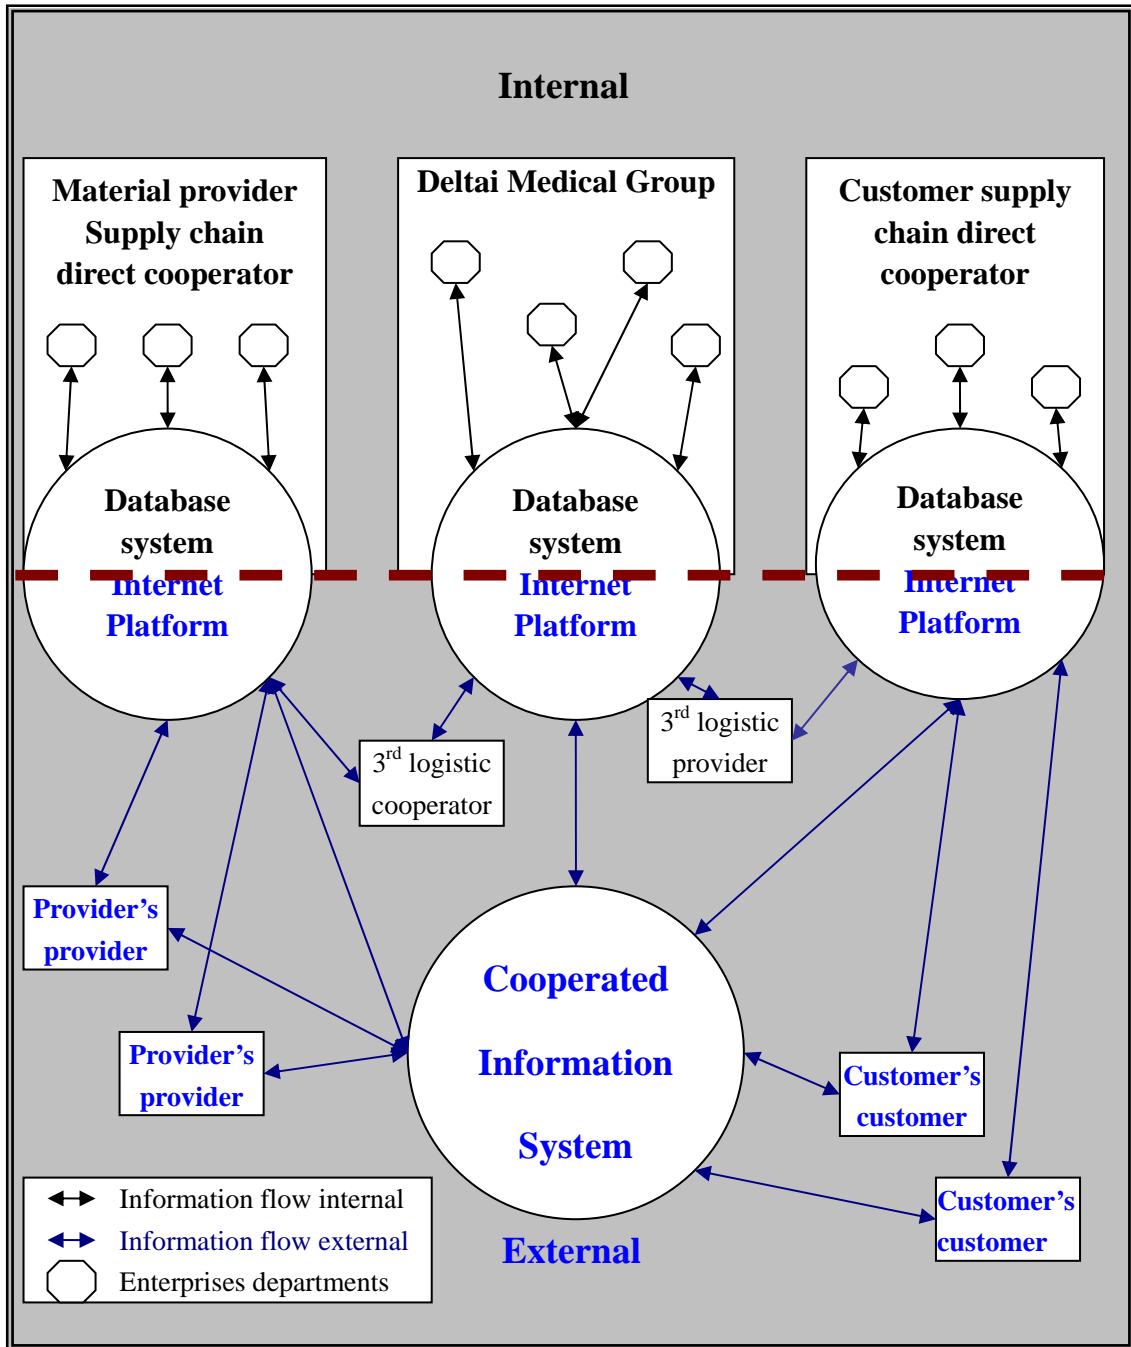 Internal
Material provider
Supply chain
direct cooperator
Deltai Medical Group
Customer supply
chain direct
cooperator
Database
system
Internet
Platform
Database
system
Internet
Platform
Database
system
Internet
Platform
3rd logistic
cooperator
3rd logistic
provider
Provider's
provider
Provider's
provider
Cooperated
Information
System
Customer's
customer
Customer's
customer
External
Information flow internal
Information flow external
Enterprises departments